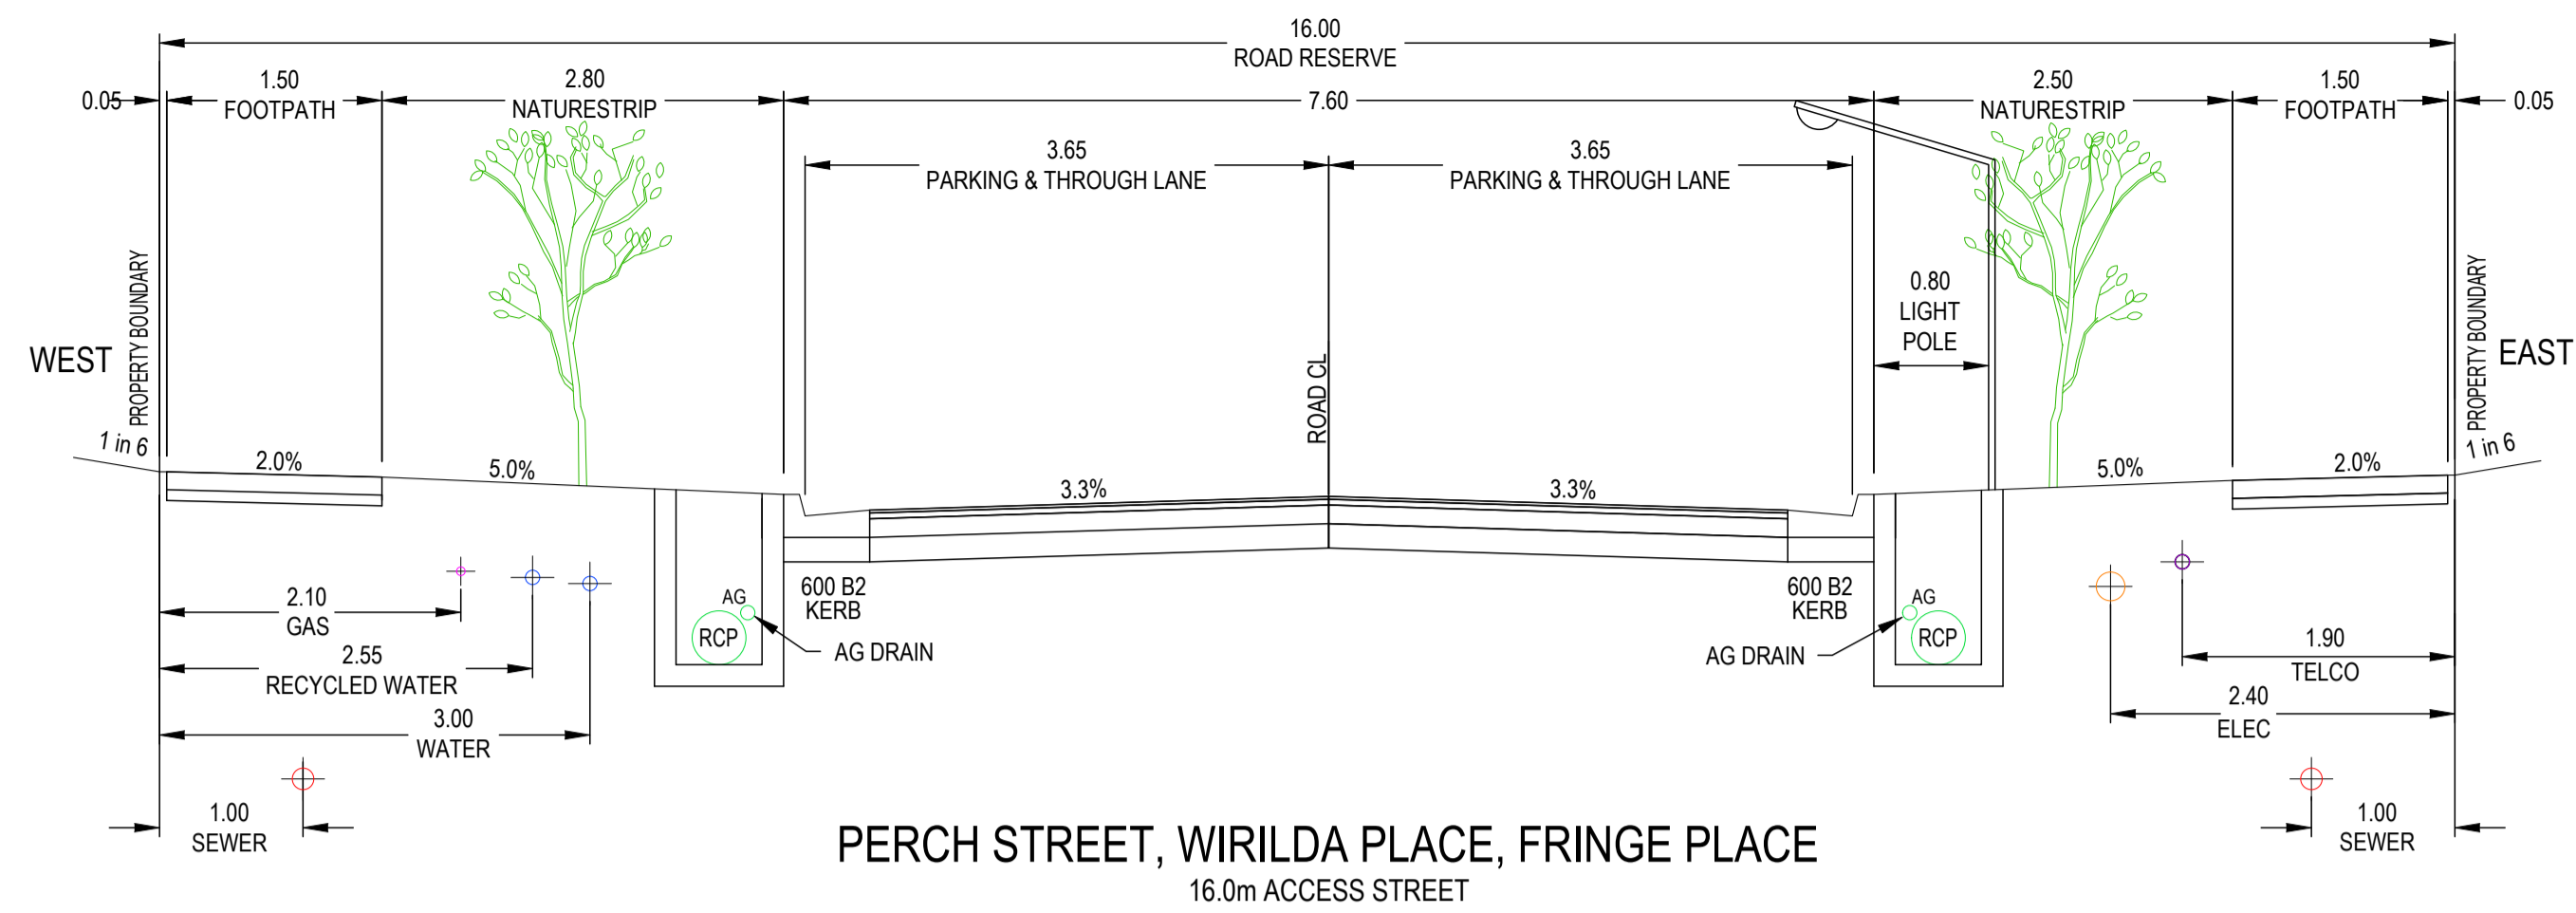 16.00
ROAD RESERVE
0.05
1.50
FOOTPATH
2.80
NATURESTRIP
7.60
2.50
NATURESTRIP
1.50
FOOTPATH
0.05
3.65
PARKING & THROUGH LANE
3.65
PARKING & THROUGH LANE
0.80
LIGHT
POLE
WEST
PROPERTY BOUNDARY
ROAD CL
PROPERTY BOUNDARY
EAST
1 in 6
2.0%
5.0%
3.3%
3.3%
5.0%
2.0%
1 in 6
2.10
GAS
2.55
RECYCLED WATER
3.00
WATER
1.00
SEWER
AG
RCP
600 B2
KERB
AG DRAIN
600 B2
KERB
AG DRAIN
AG
RCP
1.90
TELCO
2.40
ELEC
1.00
SEWER
PERCH STREET, WIRILDA PLACE, FRINGE PLACE
16.0m ACCESS STREET